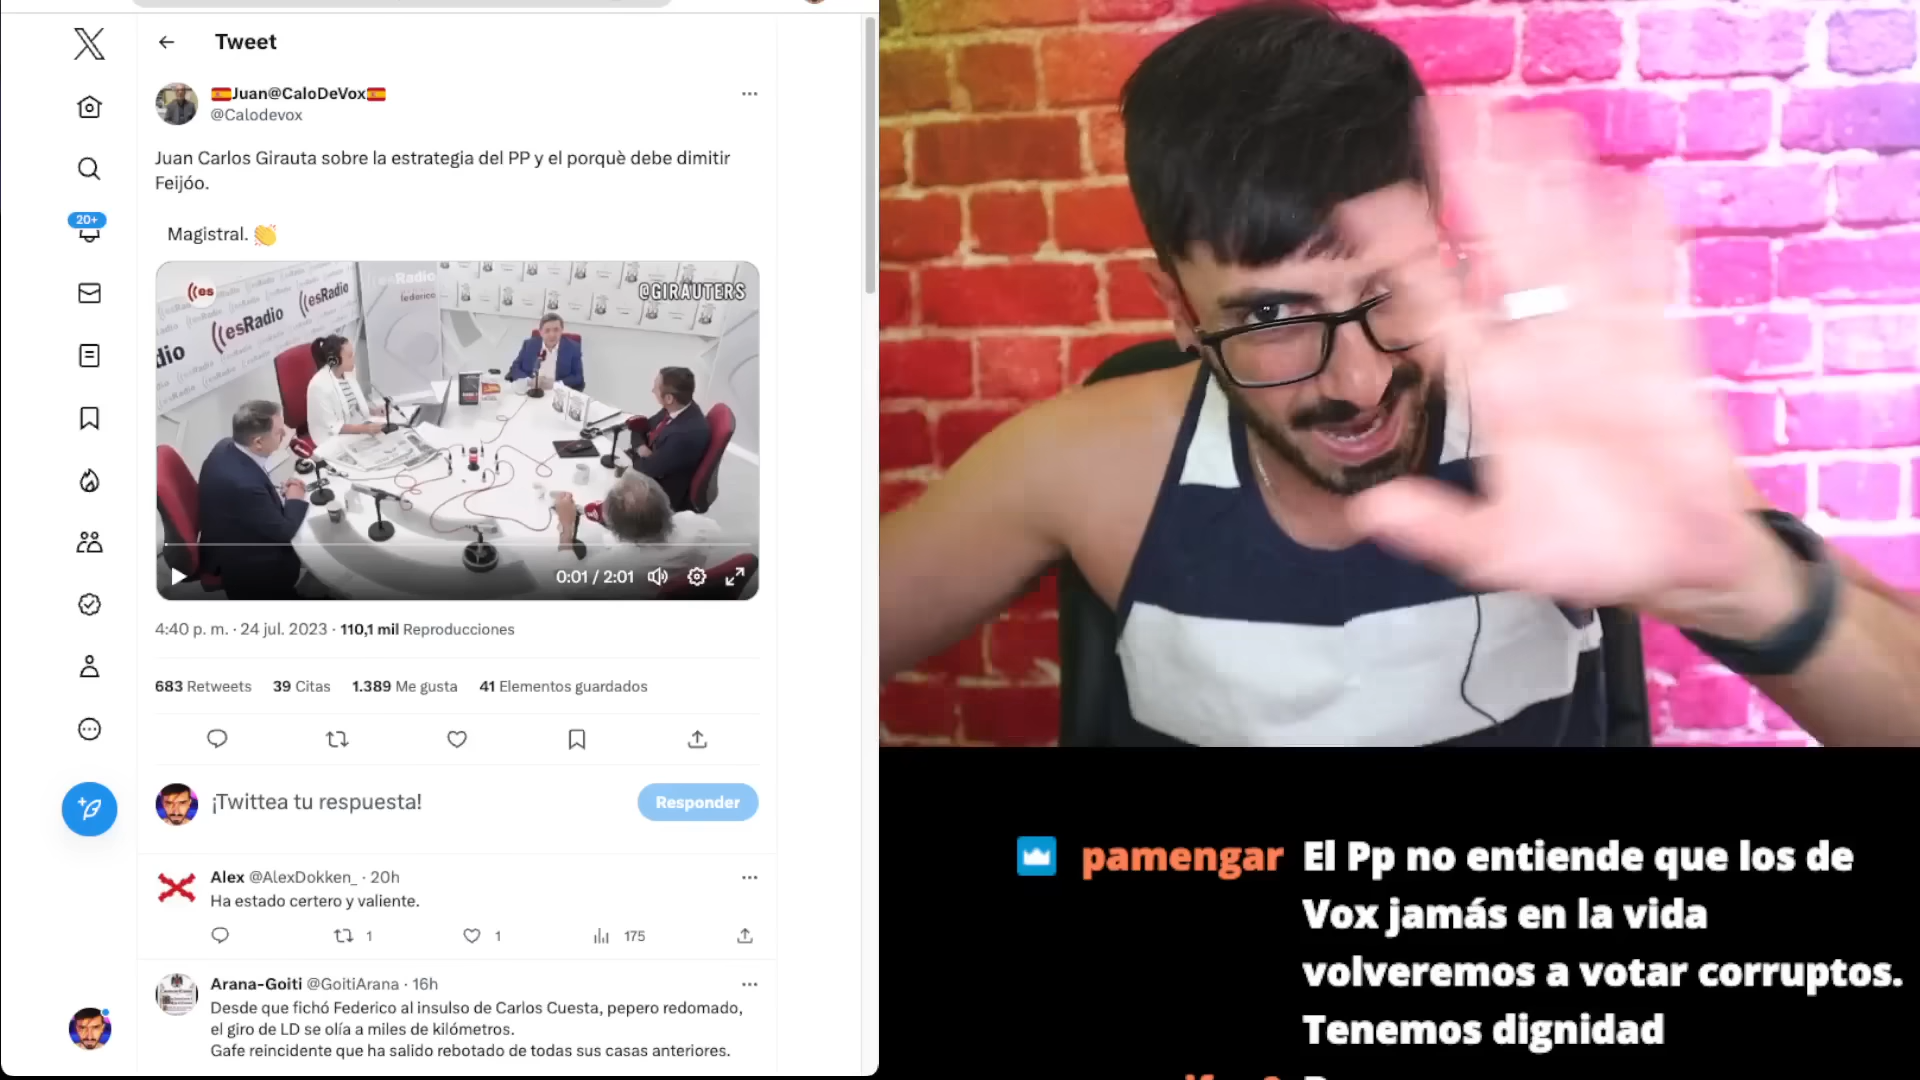 Tweet
Juan@CaloDeVox
@Calodevox
Juan Carlos Girauta sobre la estrategia del PP y el porquè debe dimitir
Feijóo.
Magistral.
((es
((esRadio
((esRadio
dio
esRadio
federico
@GIRAUTERS
0:01 / 2:01
4:40 p. m. · 24 jul. 2023 · 110,1 mil Reproducciones
683 Retweets 39 Citas 1.389 Me gusta 41 Elementos guardados
20+
¡Twittea tu respuesta!
Responder
Alex @AlexDokken_ · 20h
Ha estado certero y valiente.
1 1 175
Arana-Goiti @GoitiArana · 16h
Desde que fichó Federico al insulso de Carlos Cuesta, pepero redomado,
el giro de LD se olía a miles de kilómetros.
Gafe reincidente que ha salido rebotado de todas sus casas anteriores.
pamengar El Pp no entiende que los de
Vox jamás en la vida
volveremos a votar corruptos.
Tenemos dignidad